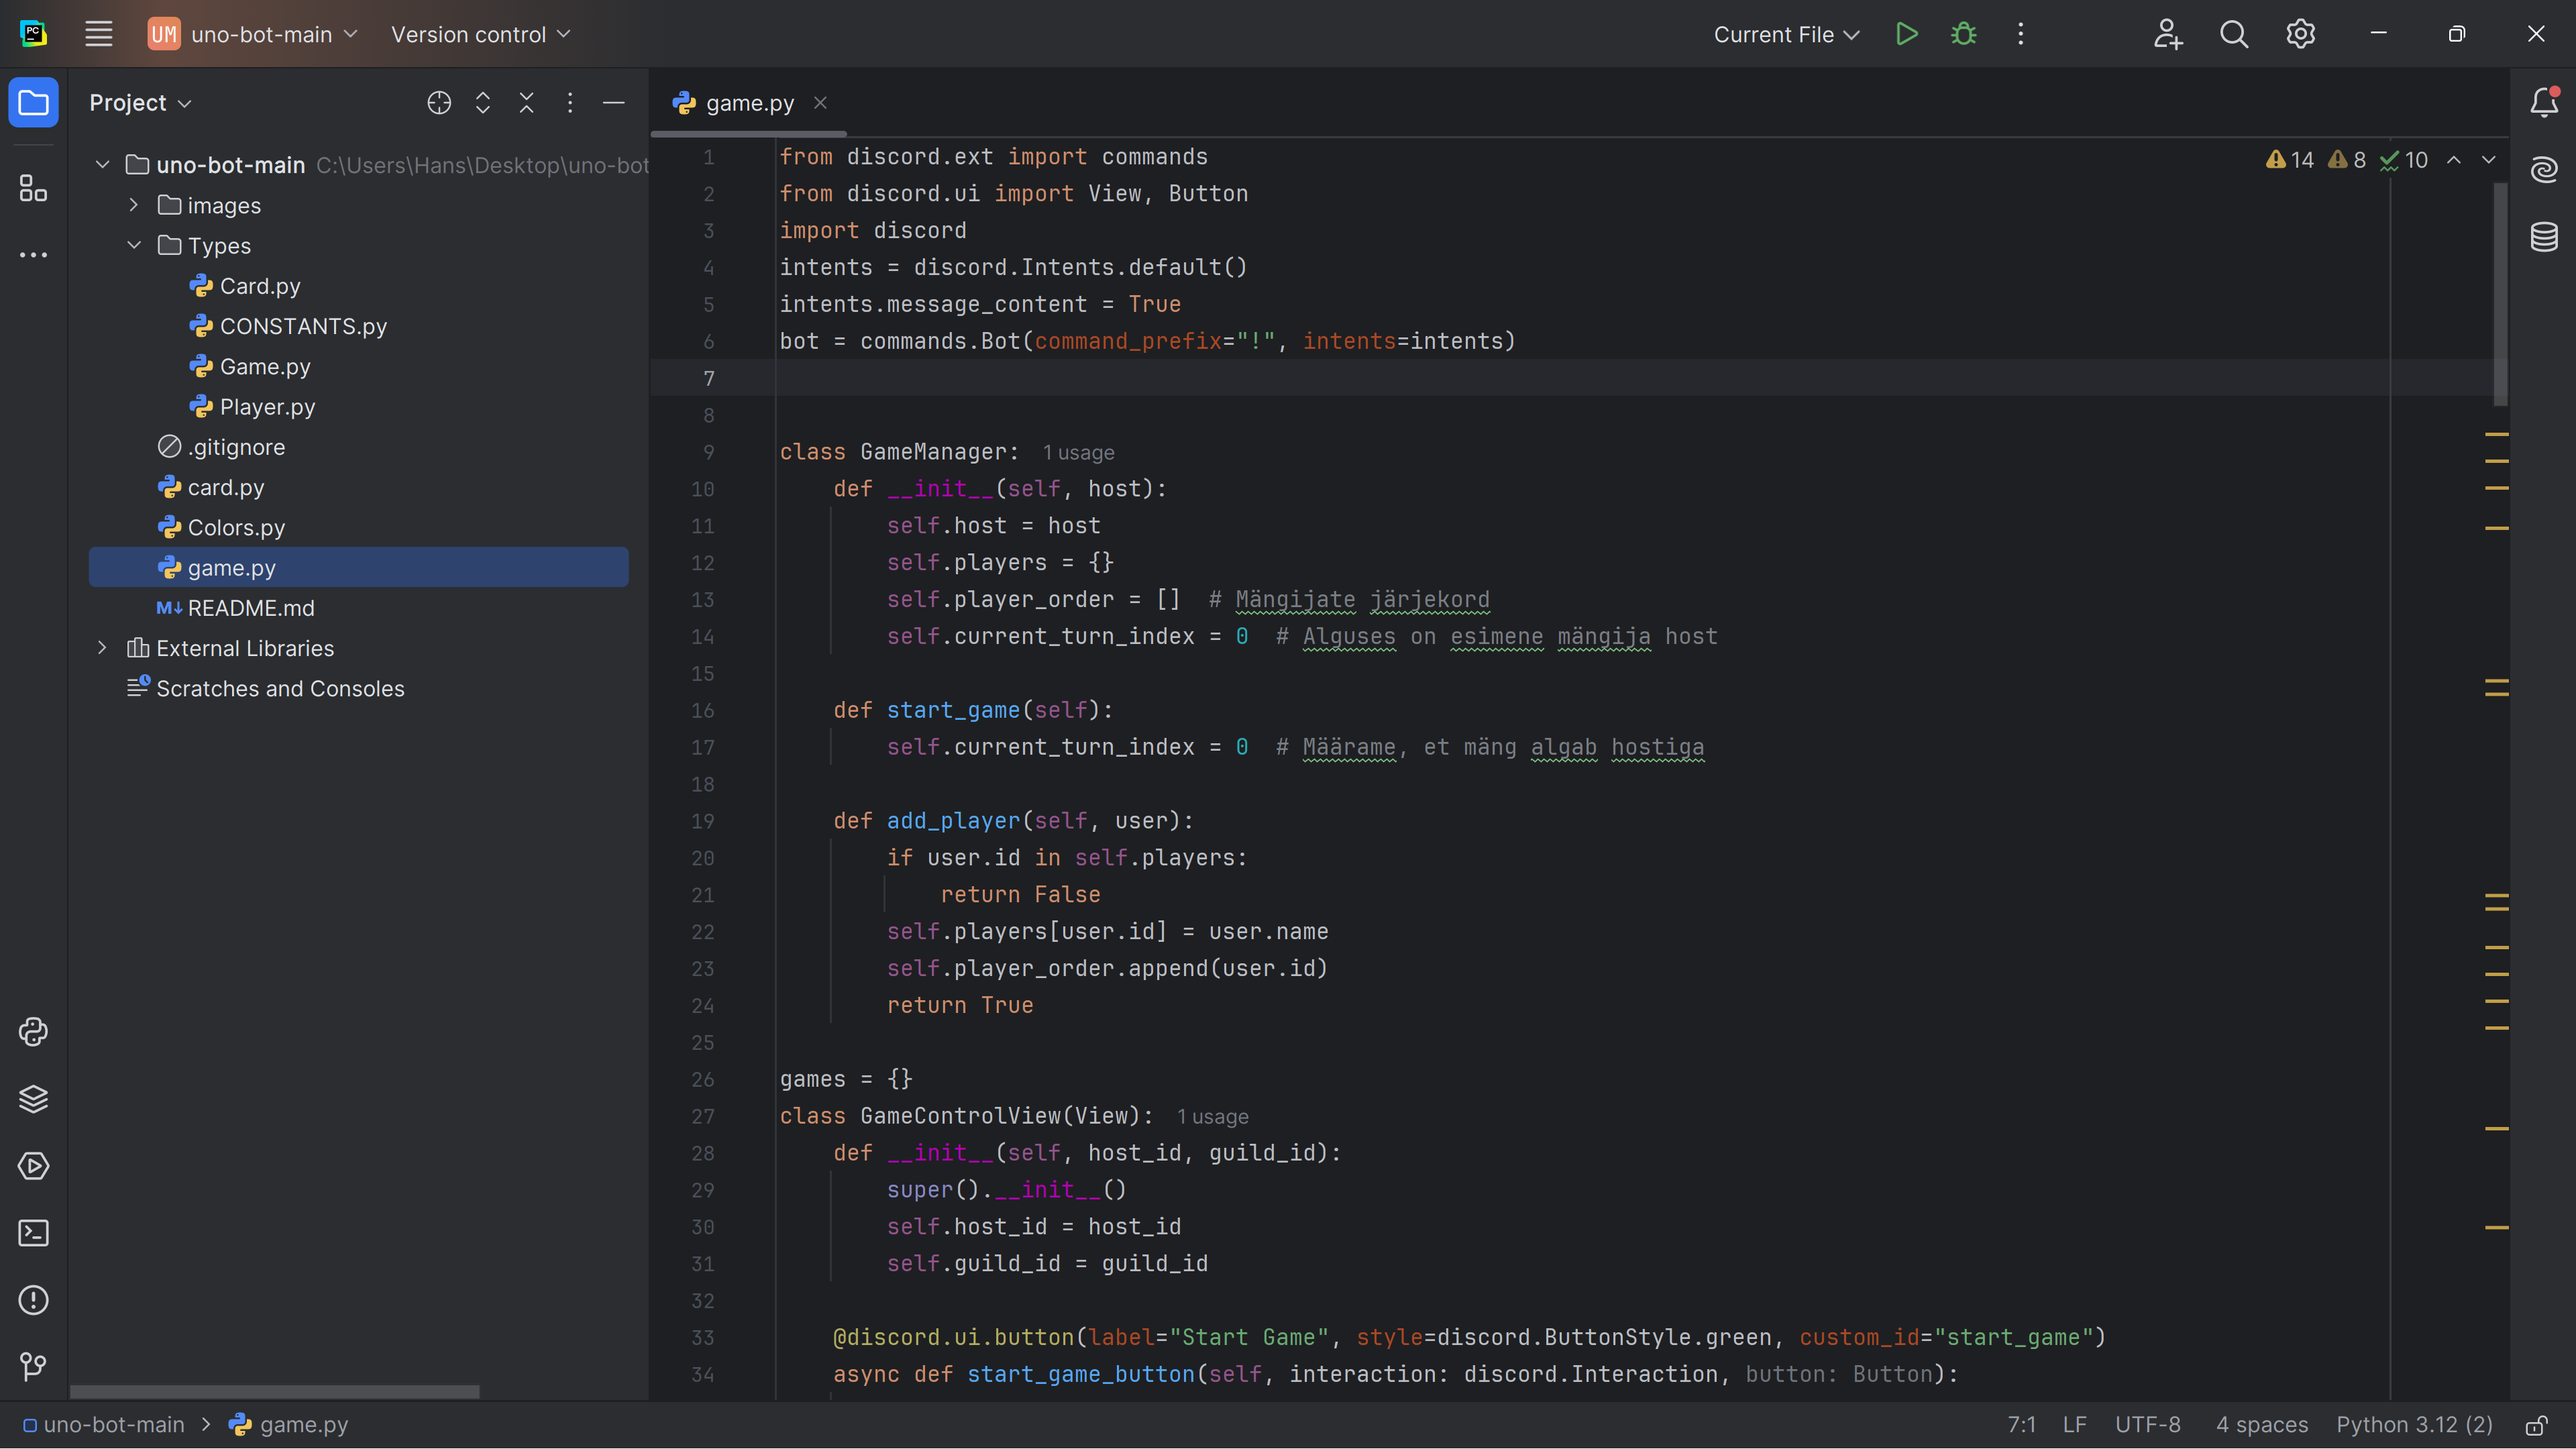 PC
UM uno-bot-main Version control Current File
Project
game.py
uno-bot-main C:\Users\Hans\Desktop\uno-bot
images
Types
Card.py
CONSTANTS.py
Game.py
Player.py
.gitignore
card.py
Colors.py
game.py
M↓ README.md
External Libraries
Scratches and Consoles
14 8 10
1 from discord.ext import commands
2 from discord.ui import View, Button
3 import discord
4 intents = discord.Intents.default()
5 intents.message_content = True
6 bot = commands.Bot(command_prefix="!", intents=intents)
7
8
9 class GameManager: 1 usage
10     def __init__(self, host):
11         self.host = host
12         self.players = {}
13         self.player_order = []  # Mängijate järjekord
14         self.current_turn_index = 0  # Alguses on esimene mängija host
15
16     def start_game(self):
17         self.current_turn_index = 0  # Määrame, et mäng algab hostiga
18
19     def add_player(self, user):
20         if user.id in self.players:
21             return False
22         self.players[user.id] = user.name
23         self.player_order.append(user.id)
24         return True
25
26 games = {}
27 class GameControlView(View): 1 usage
28     def __init__(self, host_id, guild_id):
29         super().__init__()
30         self.host_id = host_id
31         self.guild_id = guild_id
32
33     @discord.ui.button(label="Start Game", style=discord.ButtonStyle.green, custom_id="start_game")
34     async def start_game_button(self, interaction: discord.Interaction, button: Button):
uno-bot-main > game.py 7:1 LF UTF-8 4 spaces Python 3.12 (2)